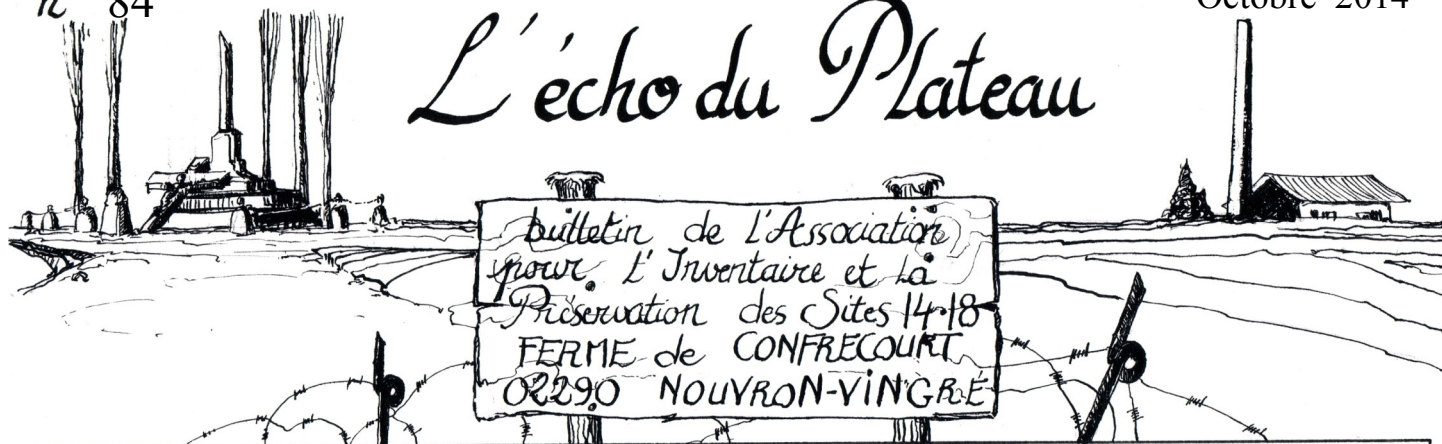 n° 84
Octobre 2014
L'écho du Plateau
bulletin de l'Association
pour l'Inventaire et la
Préservation des Sites 14-18
FERME de CONFRECOURT
02290 NOUVRON-VINGRÉ